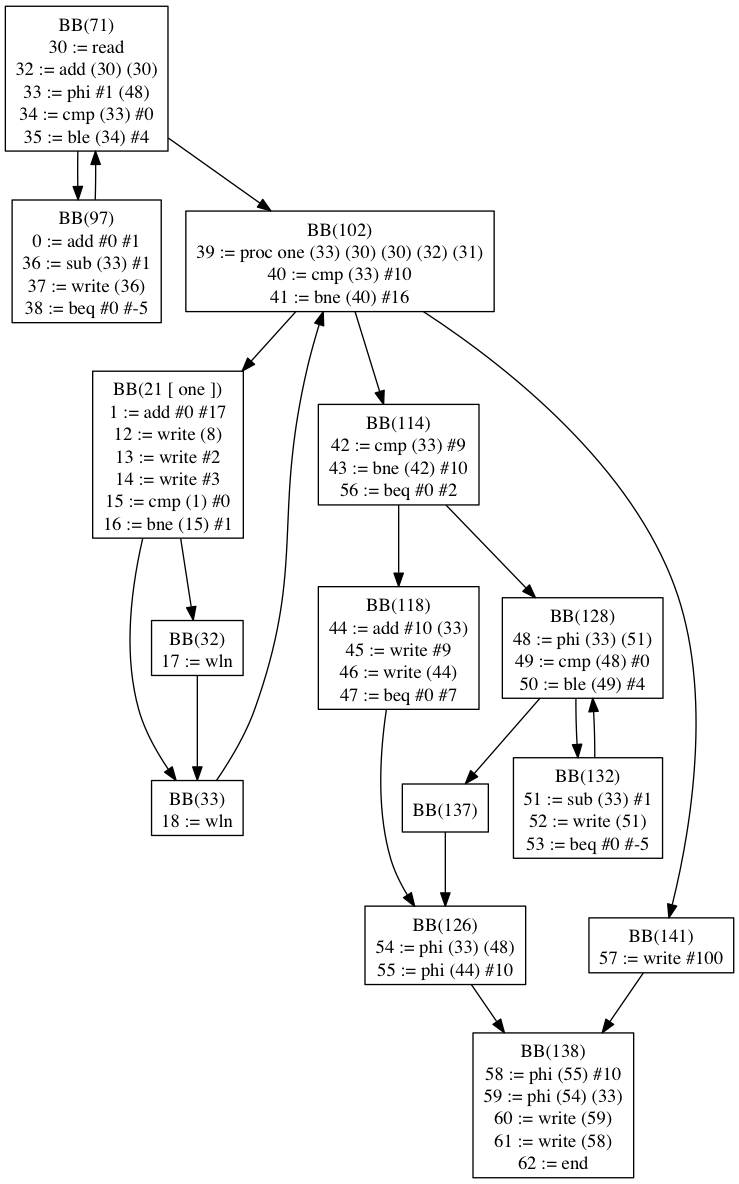 BB(71)
30 := read
32 := add (30) (30)
33 := phi #1 (48)
34 := cmp (33) #0
35 := ble (34) #4
BB(97)
0 := add #0 #1
36 := sub (33) #1
37 := write (36)
38 := beq #0 #-5
BB(102)
39 := proc one (33) (30) (30) (32) (31)
40 := cmp (33) #10
41 := bne (40) #16
BB(21 [ one ])
1 := add #0 #17
12 := write (8)
13 := write #2
14 := write #3
15 := cmp (1) #0
16 := bne (15) #1
BB(114)
42 := cmp (33) #9
43 := bne (42) #10
56 := beq #0 #2
BB(32)
17 := wln
BB(118)
44 := add #10 (33)
45 := write #9
46 := write (44)
47 := beq #0 #7
BB(128)
48 := phi (33) (51)
49 := cmp (48) #0
50 := ble (49) #4
BB(33)
18 := wln
BB(137)
BB(132)
51 := sub (33) #1
52 := write (51)
53 := beq #0 #-5
BB(126)
54 := phi (33) (48)
55 := phi (44) #10
BB(141)
57 := write #100
BB(138)
58 := phi (55) #10
59 := phi (54) (33)
60 := write (59)
61 := write (58)
62 := end